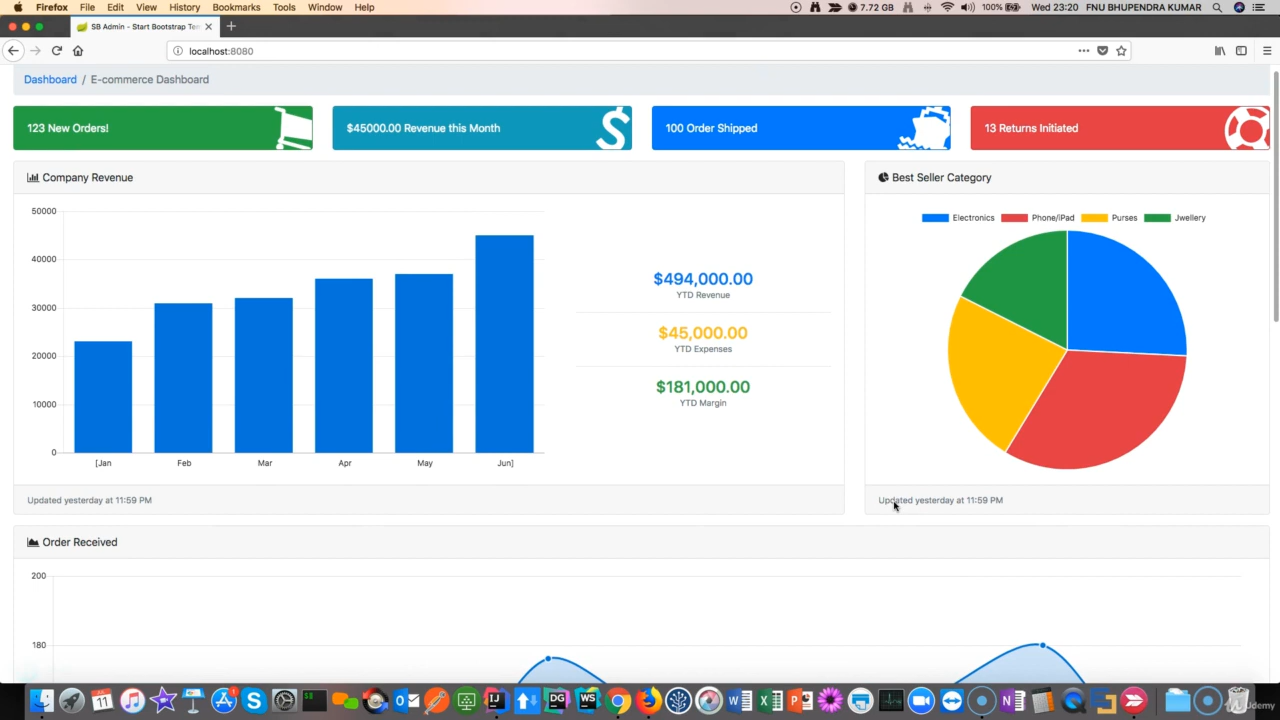 Firefox File Edit View History Bookmarks Tools Window Help 7.72 GB 100% Wed 23:20 FNU BHUPENDRA KUMAR
SB Admin - Start Bootstrap Tem
localhost:8080
Dashboard / E-commerce Dashboard
123 New Orders! $45000.00 Revenue this Month 100 Order Shipped 13 Returns Initiated
Company Revenue
50000
40000
30000
20000
10000
0
[Jan Feb Mar Apr May Jun]
$494,000.00
YTD Revenue
$45,000.00
YTD Expenses
$181,000.00
YTD Margin
Updated yesterday at 11:59 PM
Best Seller Category
Electronics Phone/iPad Purses Jwellery
Updated yesterday at 11:59 PM
Order Received
200
180
Udemy